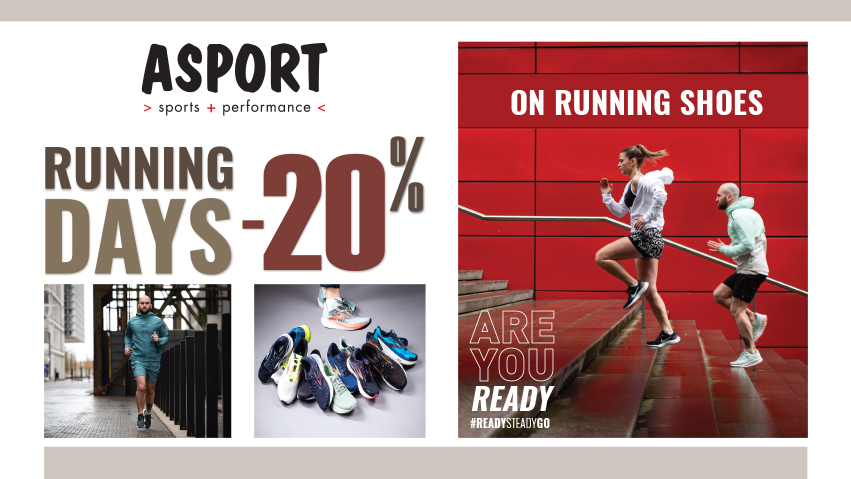 ASPORT
> sports + performance <
RUNNING
DAYS
-20%
ON RUNNING SHOES
ARE
YOU
READY
#READYSTEADYGO